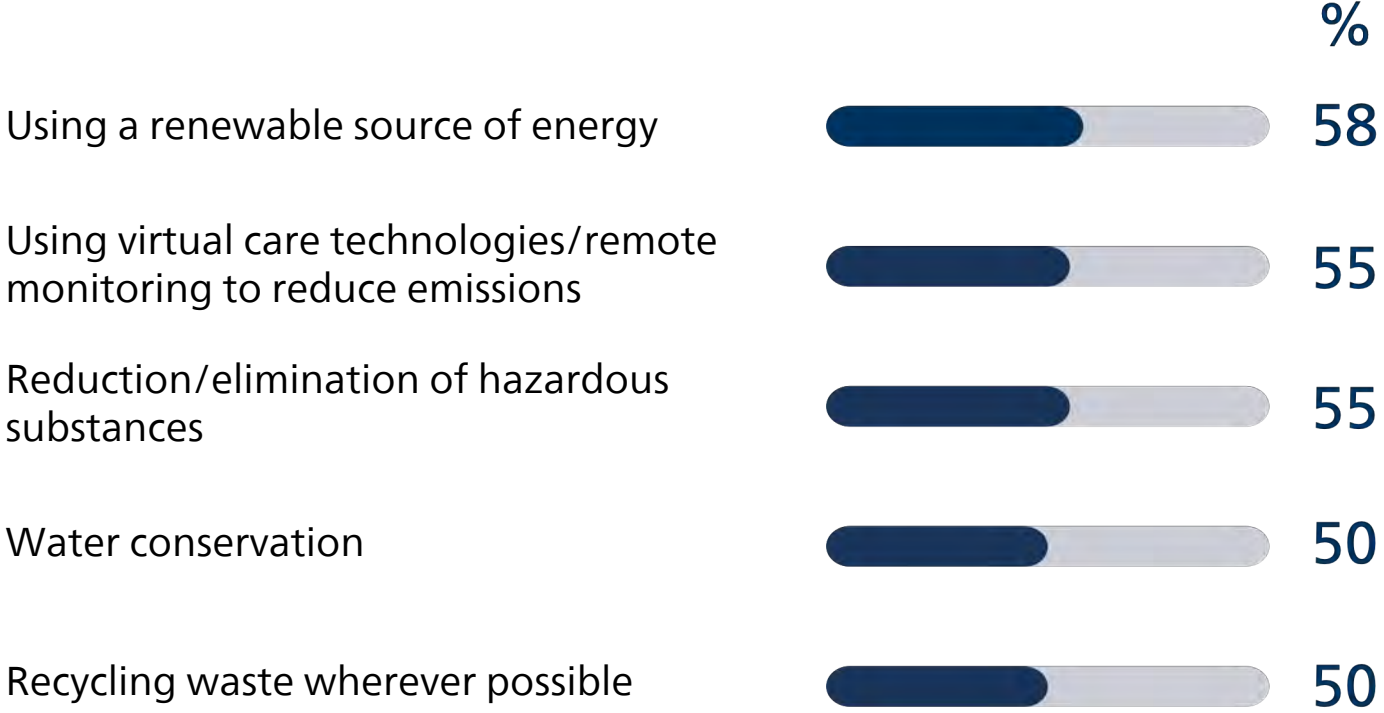 %
Using a renewable source of energy 58
Using virtual care technologies/remote
monitoring to reduce emissions 55
Reduction/elimination of hazardous
substances 55
Water conservation 50
Recycling waste wherever possible 50